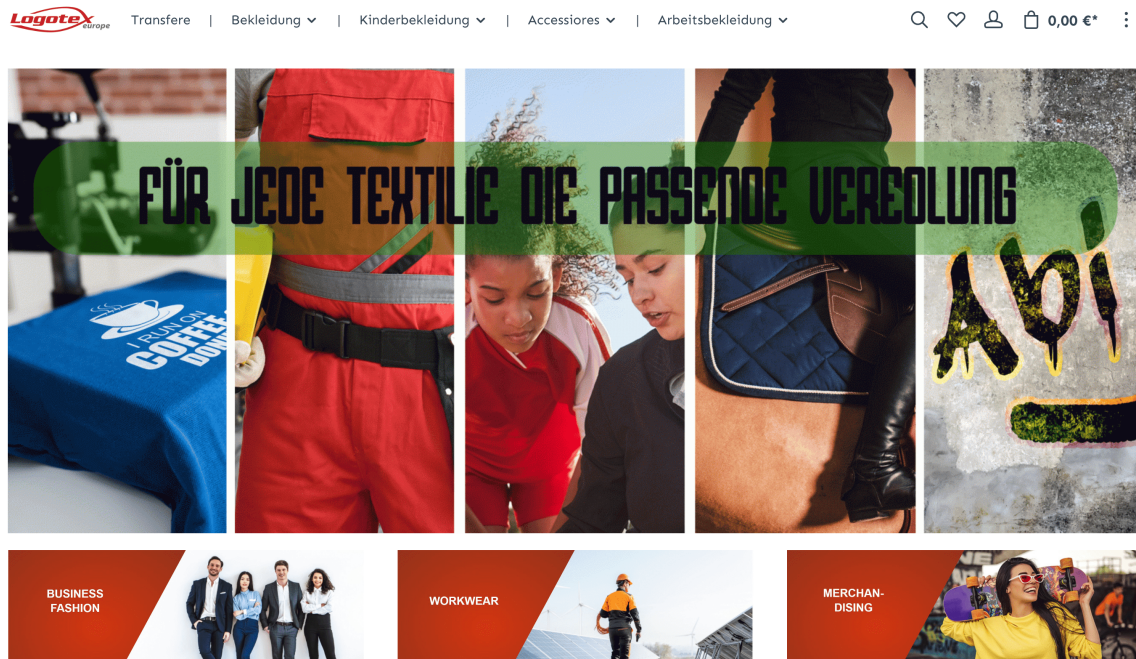 Logotex
europe
Transfere | Bekleidung | Kinderbekleidung | Accessiores | Arbeitsbekleidung
0,00 €*
FÜR JEDE TEXTILIE DIE PASSENDE VEREDLUNG
I RUN ON
COFFEE
Abi
BUSINESS
FASHION
WORKWEAR
MERCHAN-
DISING